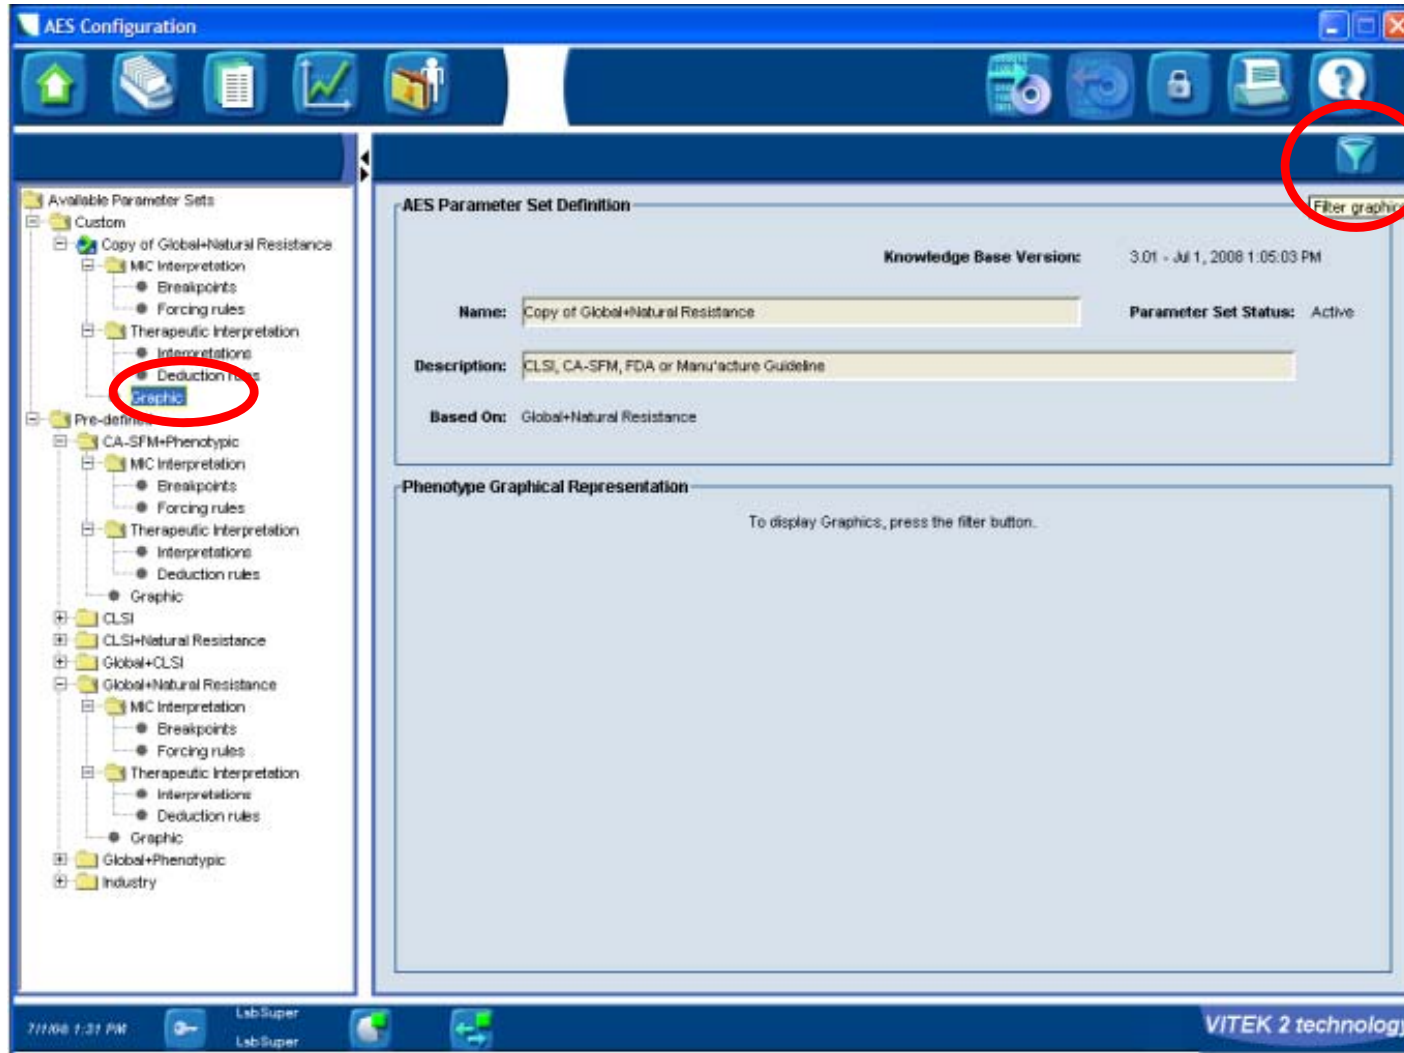 AES Configuration
Available Parameter Sets
Custom
Copy of Global+Natural Resistance
MIC Interpretation
Breakpoints
Forcing rules
Therapeutic Interpretation
Interpretations
Deduction rules
Graphic
Pre-defined
CA-SFM+Phenotypic
MIC Interpretation
Breakpoints
Forcing rules
Therapeutic Interpretation
Interpretations
Deduction rules
Graphic
CLSI
CLSI+Natural Resistance
Global+CLSI
Global+Natural Resistance
MIC Interpretation
Breakpoints
Forcing rules
Therapeutic Interpretation
Interpretations
Deduction rules
Graphic
Global+Phenotypic
Industry
Filter graphics
AES Parameter Set Definition
Knowledge Base Version: 3.01 - Jul 1, 2008 1:05:03 PM
Name: Copy of Global+Natural Resistance Parameter Set Status: Active
Description: CLSI, CA-SFM, FDA or Manufacture Guideline
Based On: Global+Natural Resistance
Phenotype Graphical Representation
To display Graphics, press the filter button.
7/1/08 1:31 PM
LabSuper
LabSuper
VITEK 2 technology